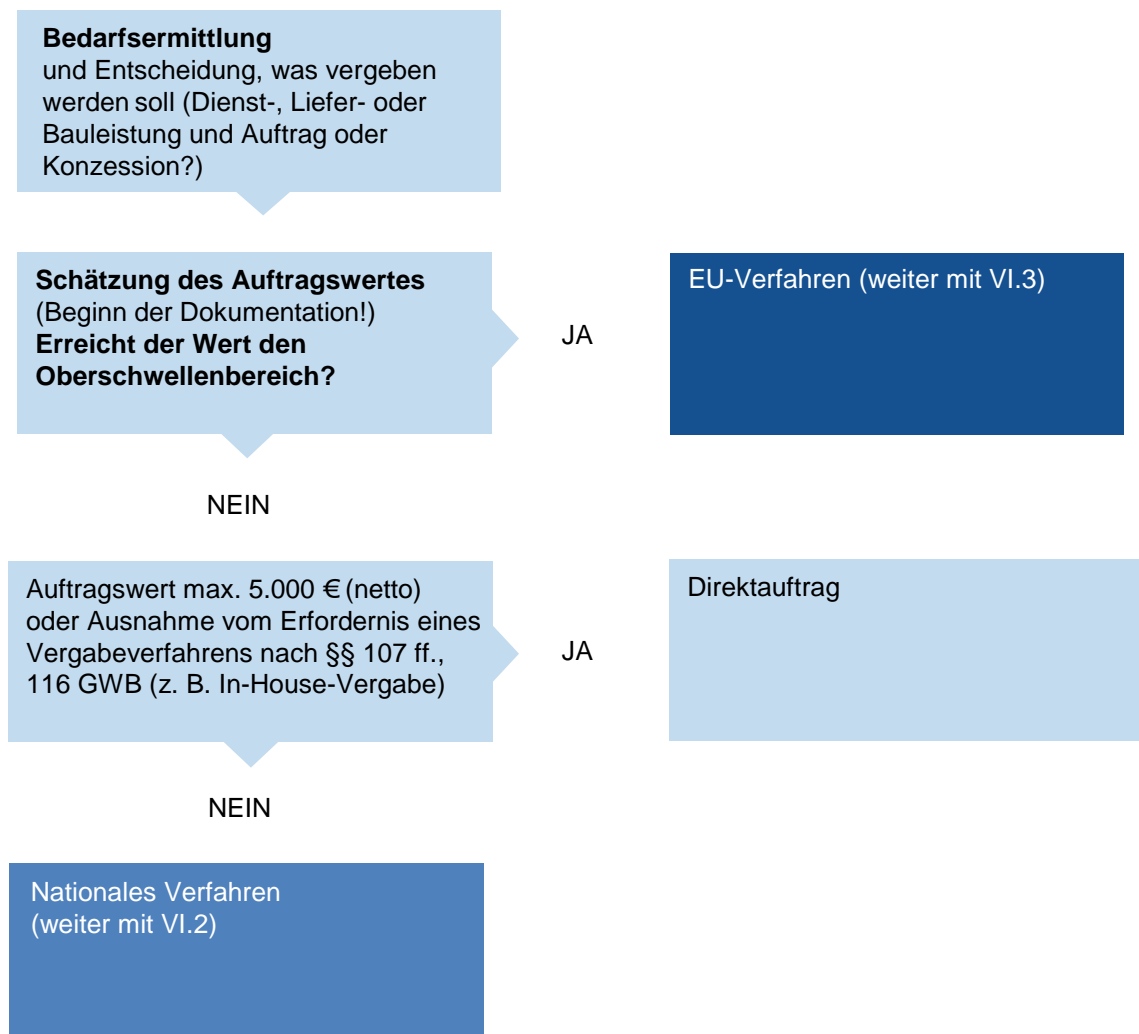 Bedarfsermittlung
und Entscheidung, was vergeben
werden soll (Dienst-, Liefer- oder
Bauleistung und Auftrag oder
Konzession?)
Schätzung des Auftragswertes
(Beginn der Dokumentation!)
Erreicht der Wert den
Oberschwellenbereich?
JA
EU-Verfahren (weiter mit VI.3)
NEIN
Auftragswert max. 5.000 € (netto)
oder Ausnahme vom Erfordernis eines
Vergabeverfahrens nach §§ 107 ff.,
116 GWB (z. B. In-House-Vergabe)
JA
Direktauftrag
NEIN
Nationales Verfahren
(weiter mit VI.2)